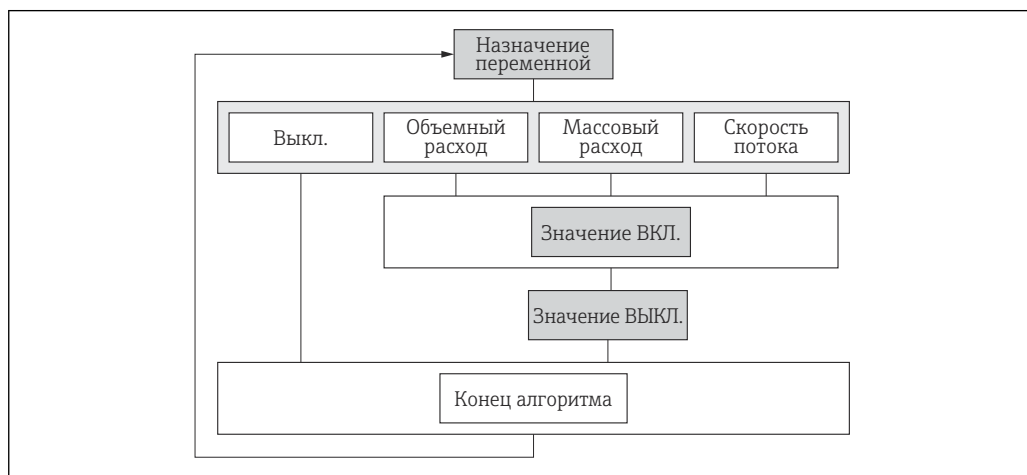 Назначение
переменной
Выкл.
Объемный
расход
Массовый
расход
Скорость
потока
Значение ВКЛ.
Значение ВЫКЛ.
Конец алгоритма